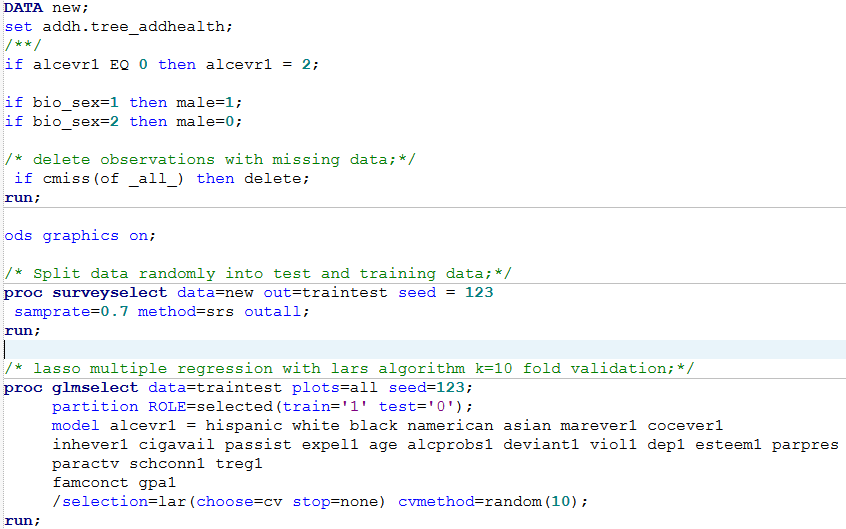 DATA new;
set addh.tree_addhealth;
/**/
if alcevr1 EQ 0 then alcevr1 = 2;
if bio_sex=1 then male=1;
if bio_sex=2 then male=0;
/* delete observations with missing data;*/
if cmiss(of _all_) then delete;
run;
ods graphics on;
/* Split data randomly into test and training data;*/
proc surveyselect data=new out=traintest seed = 123
samprate=0.7 method=srs outall;
run;
/* lasso multiple regression with lars algorithm k=10 fold validation;*/
proc glmselect data=traintest plots=all seed=123;
partition ROLE=selected(train='1' test='0');
model alcevr1 = hispanic white black namerican asian marever1 cocever1
inhever1 cigavail passist expel1 age alcprobs1 deviant1 viol1 dep1 esteem1 parpres
paractv schconn1 treg1
famconct gpa1
/selection=lar(choose=cv stop=none) cvmethod=random(10);
run;